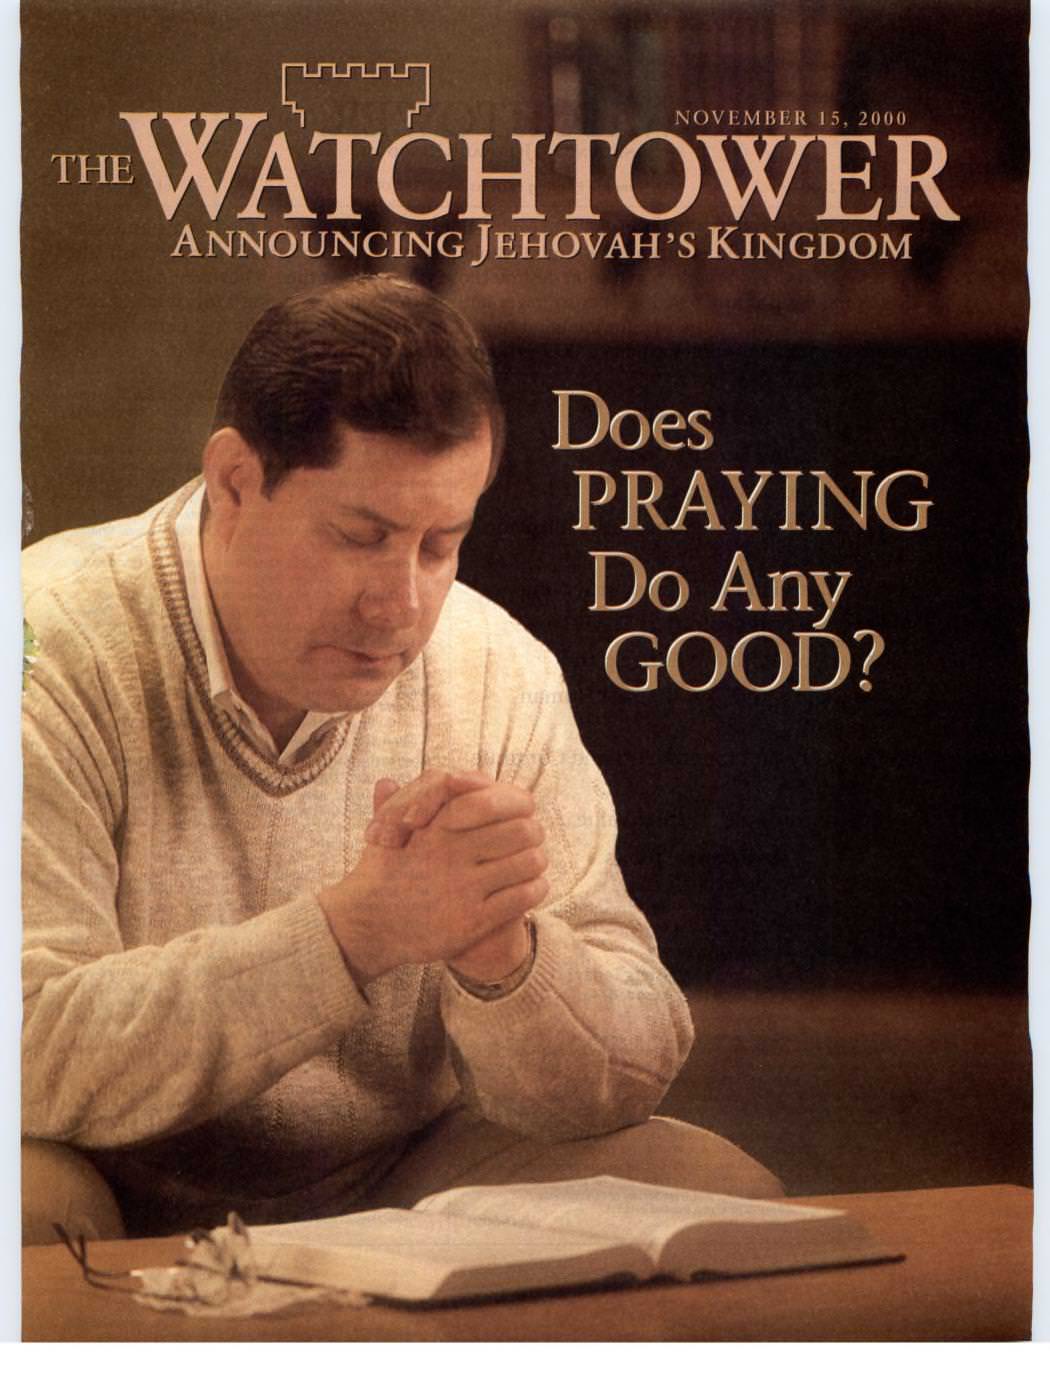 NOVEMBER 15, 2000
THE WATCHTOWER
ANNOUNCING JEHOVAH'S KINGDOM
Does
PRAYING
Do Any
GOOD?